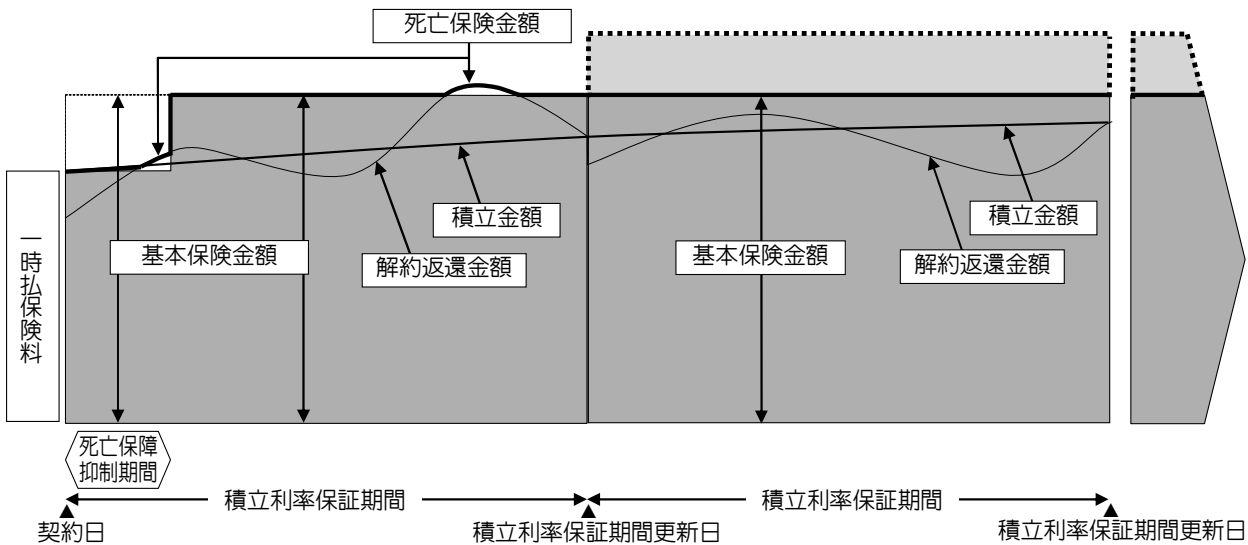 死亡保険金額
積立金額
積立金額
基本保険金額
基本保険金額
解約返還金額
解約返還金額
一時払保険料
死亡保障
抑制期間
積立利率保証期間
積立利率保証期間
契約日
積立利率保証期間更新日
積立利率保証期間更新日